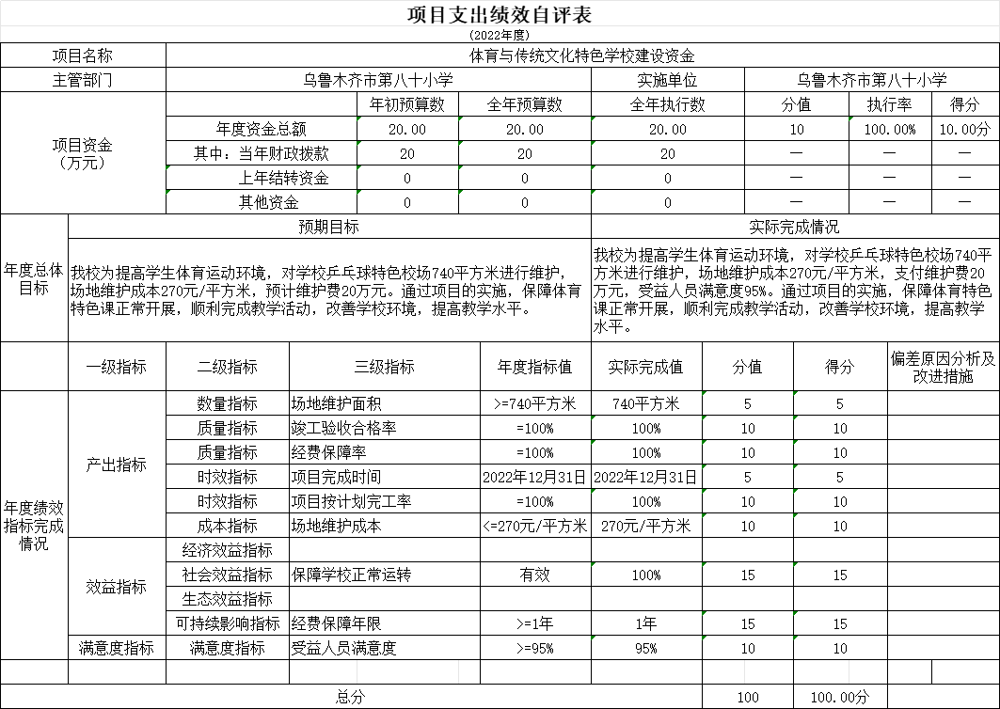 项目支出绩效自评表
(2022年度)
项目名称 体育与传统文化特色学校建设资金
主管部门 乌鲁木齐市第八十小学 实施单位 乌鲁木齐市第八十小学
项目资金
(万元)
年初预算数 全年预算数 全年执行数 分值 执行率 得分
年度资金总额 20.00 20.00 20.00 10 100.00% 10.00分
其中: 当年财政拨款 20 20 20 — — —
上年结转资金 0 0 0 — — —
其他资金 0 0 0 — — —
年度总体
目标
预期目标 实际完成情况
我校为提高学生体育运动环境, 对学校乒乓球特色校场740平方米进行维护,
场地维护成本270元/平方米, 预计维护费20万元。通过项目的实施, 保障体育
特色课正常开展, 顺利完成教学活动, 改善学校环境, 提高教学水平。
我校为提高学生体育运动环境, 对学校乒乓球特色校场740平
方米进行维护, 场地维护成本270元/平方米, 支付维护费20
万元, 受益人员满意度95%。通过项目的实施, 保障体育特色
课正常开展, 顺利完成教学活动, 改善学校环境, 提高教学
水平。
一级指标 二级指标 三级指标 年度指标值 实际完成值 分值 得分 偏差原因分析及
改进措施
年度绩效
指标完成
情况
产出指标
数量指标 场地维护面积 >=740平方米 740平方米 5 5
质量指标 竣工验收合格率 =100% 100% 10 10
质量指标 经费保障率 =100% 100% 10 10
时效指标 项目完成时间 2022年12月31日 2022年12月31日 5 5
时效指标 项目按计划完工率 =100% 100% 10 10
成本指标 场地维护成本 <=270元/平方米 270元/平方米 10 10
效益指标
经济效益指标
社会效益指标 保障学校正常运转 有效 100% 15 15
生态效益指标
可持续影响指标 经费保障年限 >=1年 1年 15 15
满意度指标 满意度指标 受益人员满意度 >=95% 95% 10 10
总分 100 100.00分